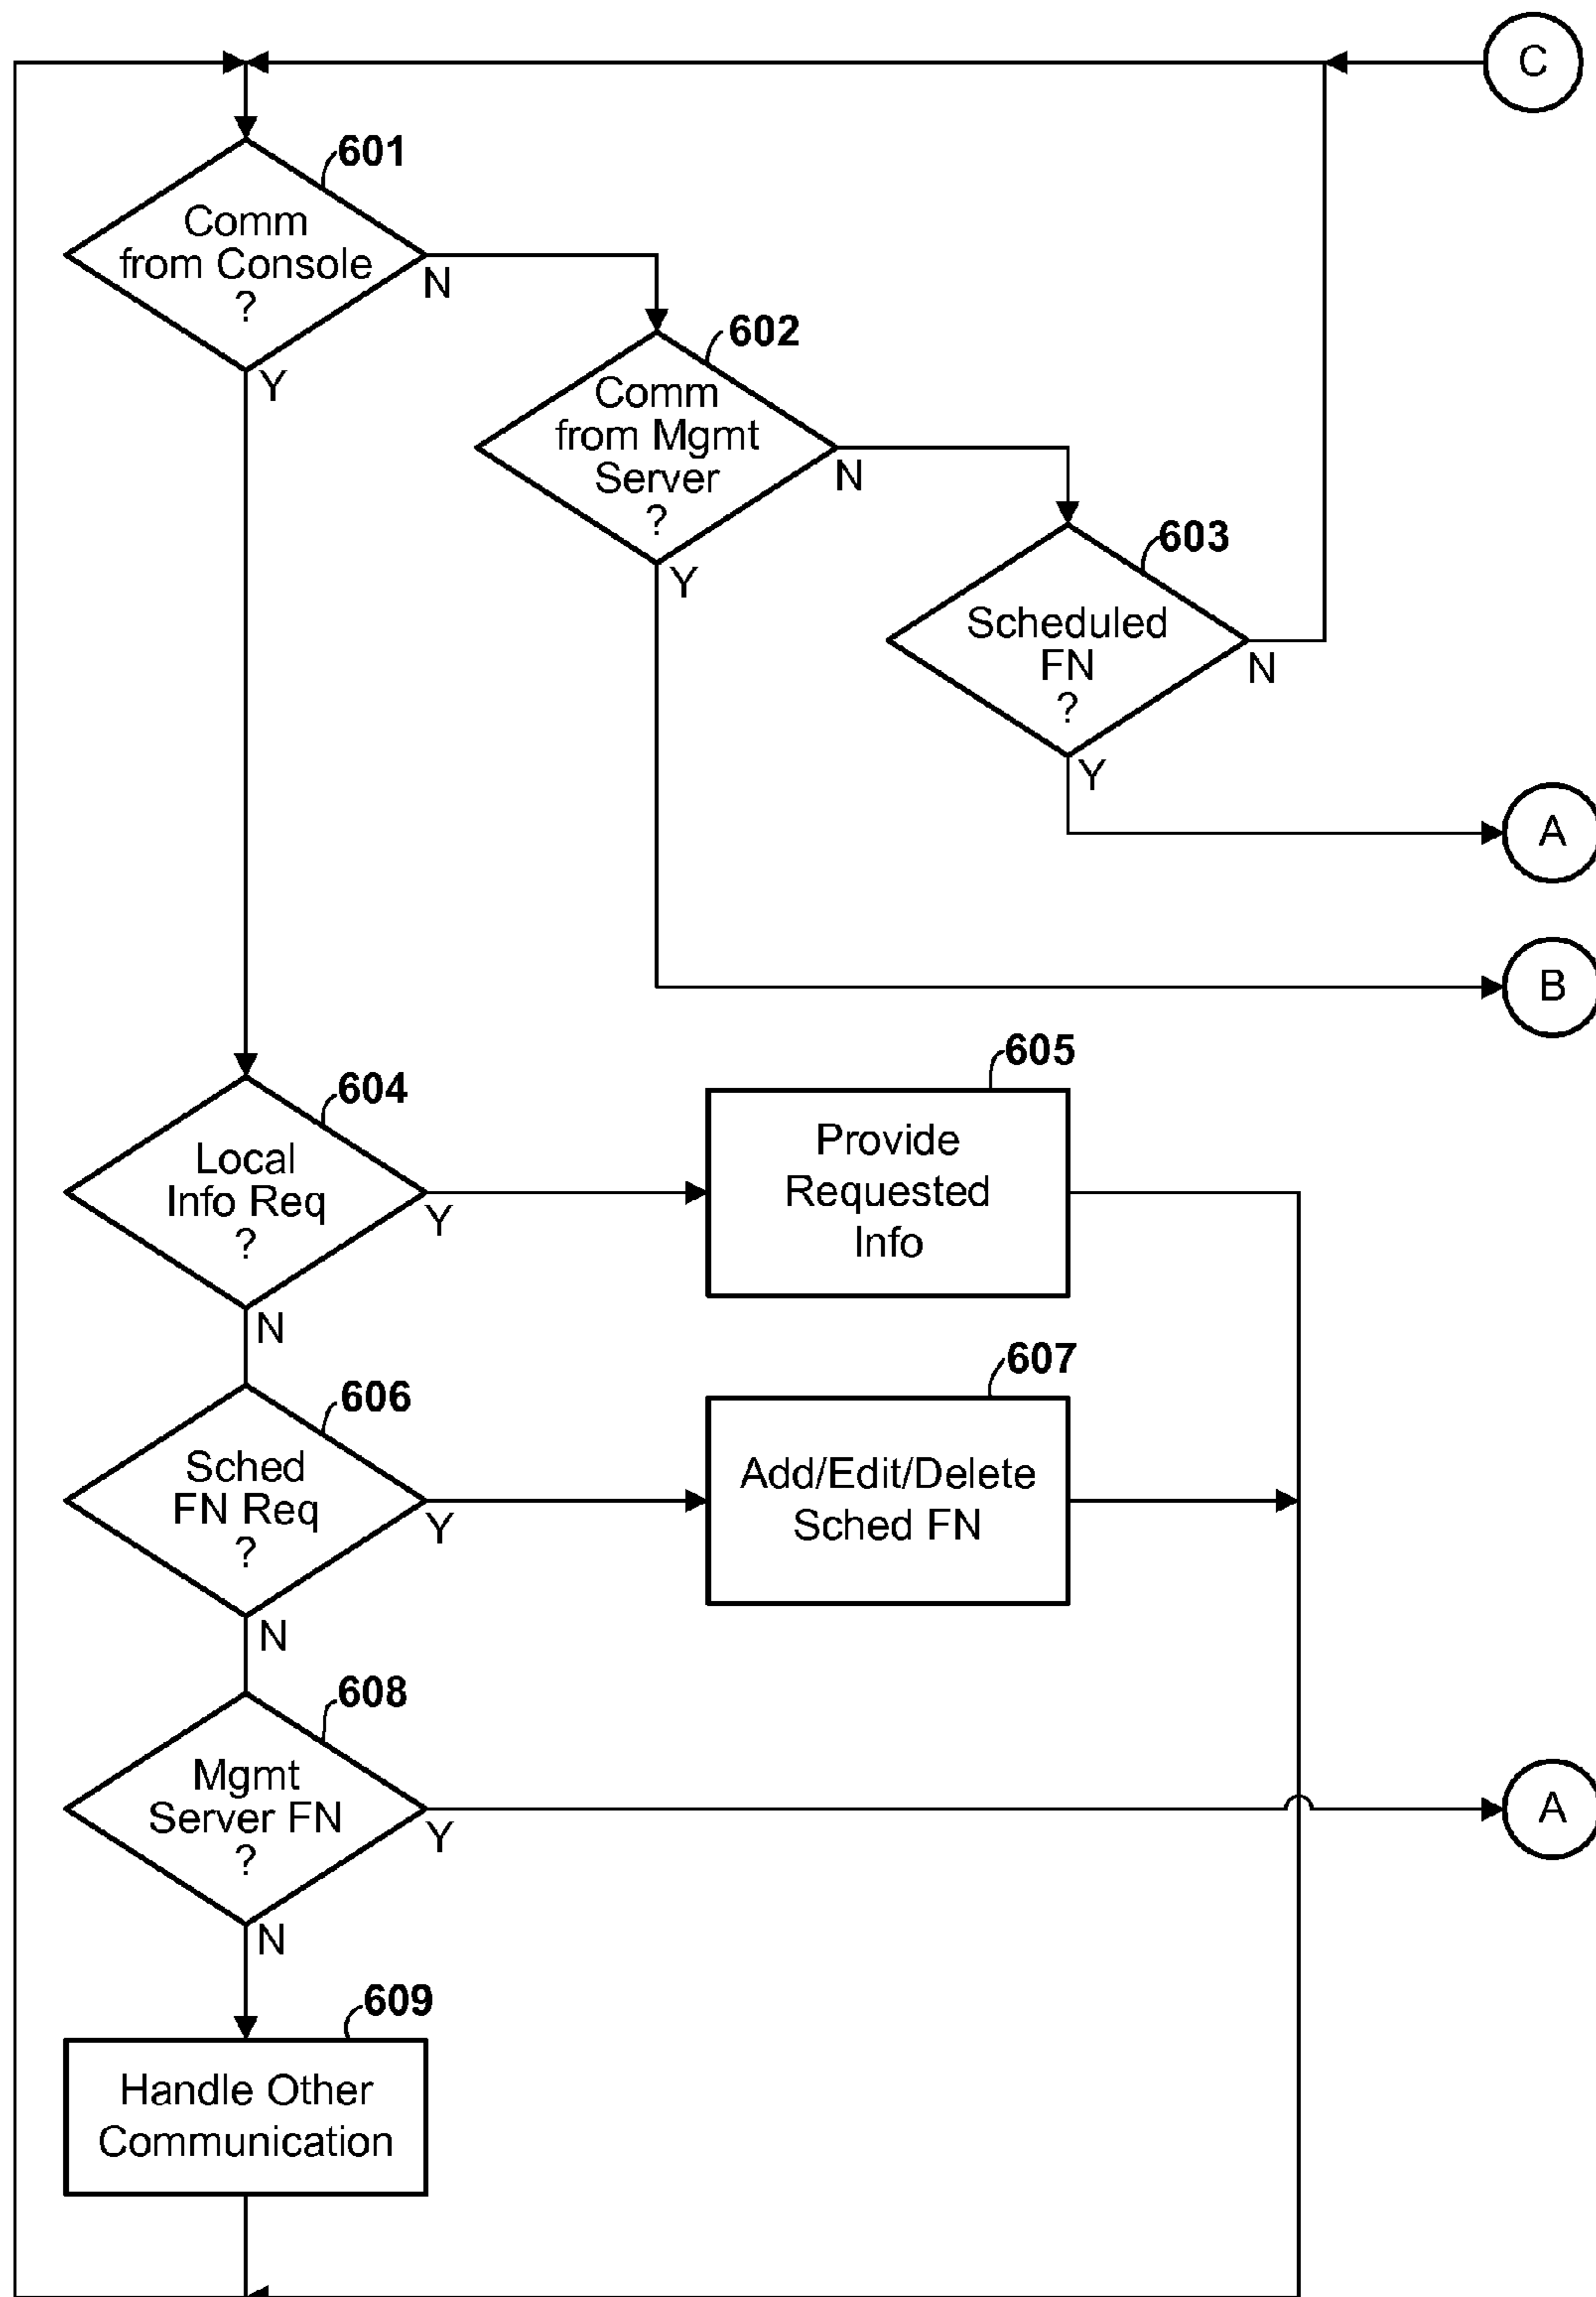 C
601
Comm
from Console
?
N
Y
602
Comm
from Mgmt
Server
?
N
Y
603
Scheduled
FN
?
N
Y
A
B
604
Local
Info Req
?
Y
N
605
Provide
Requested
Info
606
Sched
FN Req
?
Y
N
607
Add/Edit/Delete
Sched FN
608
Mgmt
Server FN
?
Y
N
A
609
Handle Other
Communication